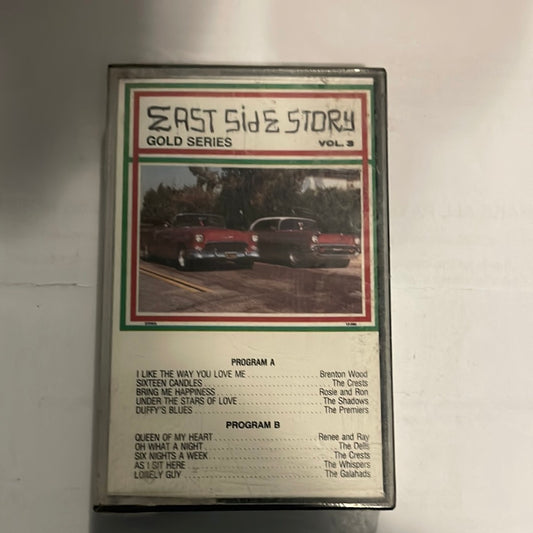 EAST SidE STORY
GOLD SERIES VOL. 3
PROGRAM A
I LIKE THE WAY YOU LOVE ME Brenton Wood
SIXTEEN CANDLES The Crests
BRING ME HAPPINESS Rosie and Ron
UNDER THE STARS OF LOVE The Shadows
DUFFY'S BLUES The Premiers
PROGRAM B
QUEEN OF MY HEART Renee and Ray
OH WHAT A NIGHT The Dells
SIX NIGHTS A WEEK The Crests
AS I SIT HERE The Whispers
LONELY GUY The Galahads